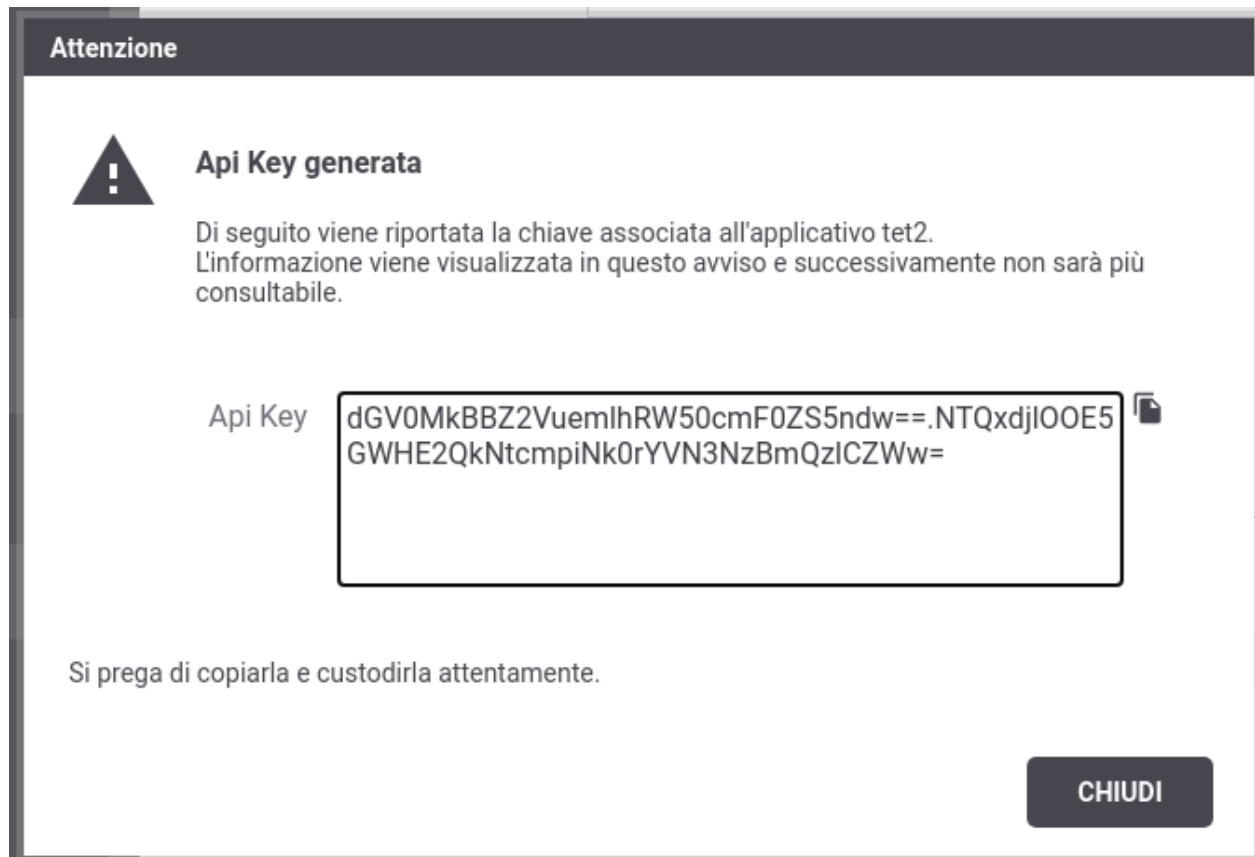 Attenzione
Api Key generata
Di seguito viene riportata la chiave associata all'applicativo tet2.
L'informazione viene visualizzata in questo avviso e successivamente non sarà più
consultabile.
Api Key
dGV0MkBBZ2VuemlhRW50cmF0ZS5ndw==.NTQxdjlOOE5
GWHE2QkNtcmpiNk0rYVN3NzBmQzlCZWw=
Si prega di copiarla e custodirla attentamente.
CHIUDI